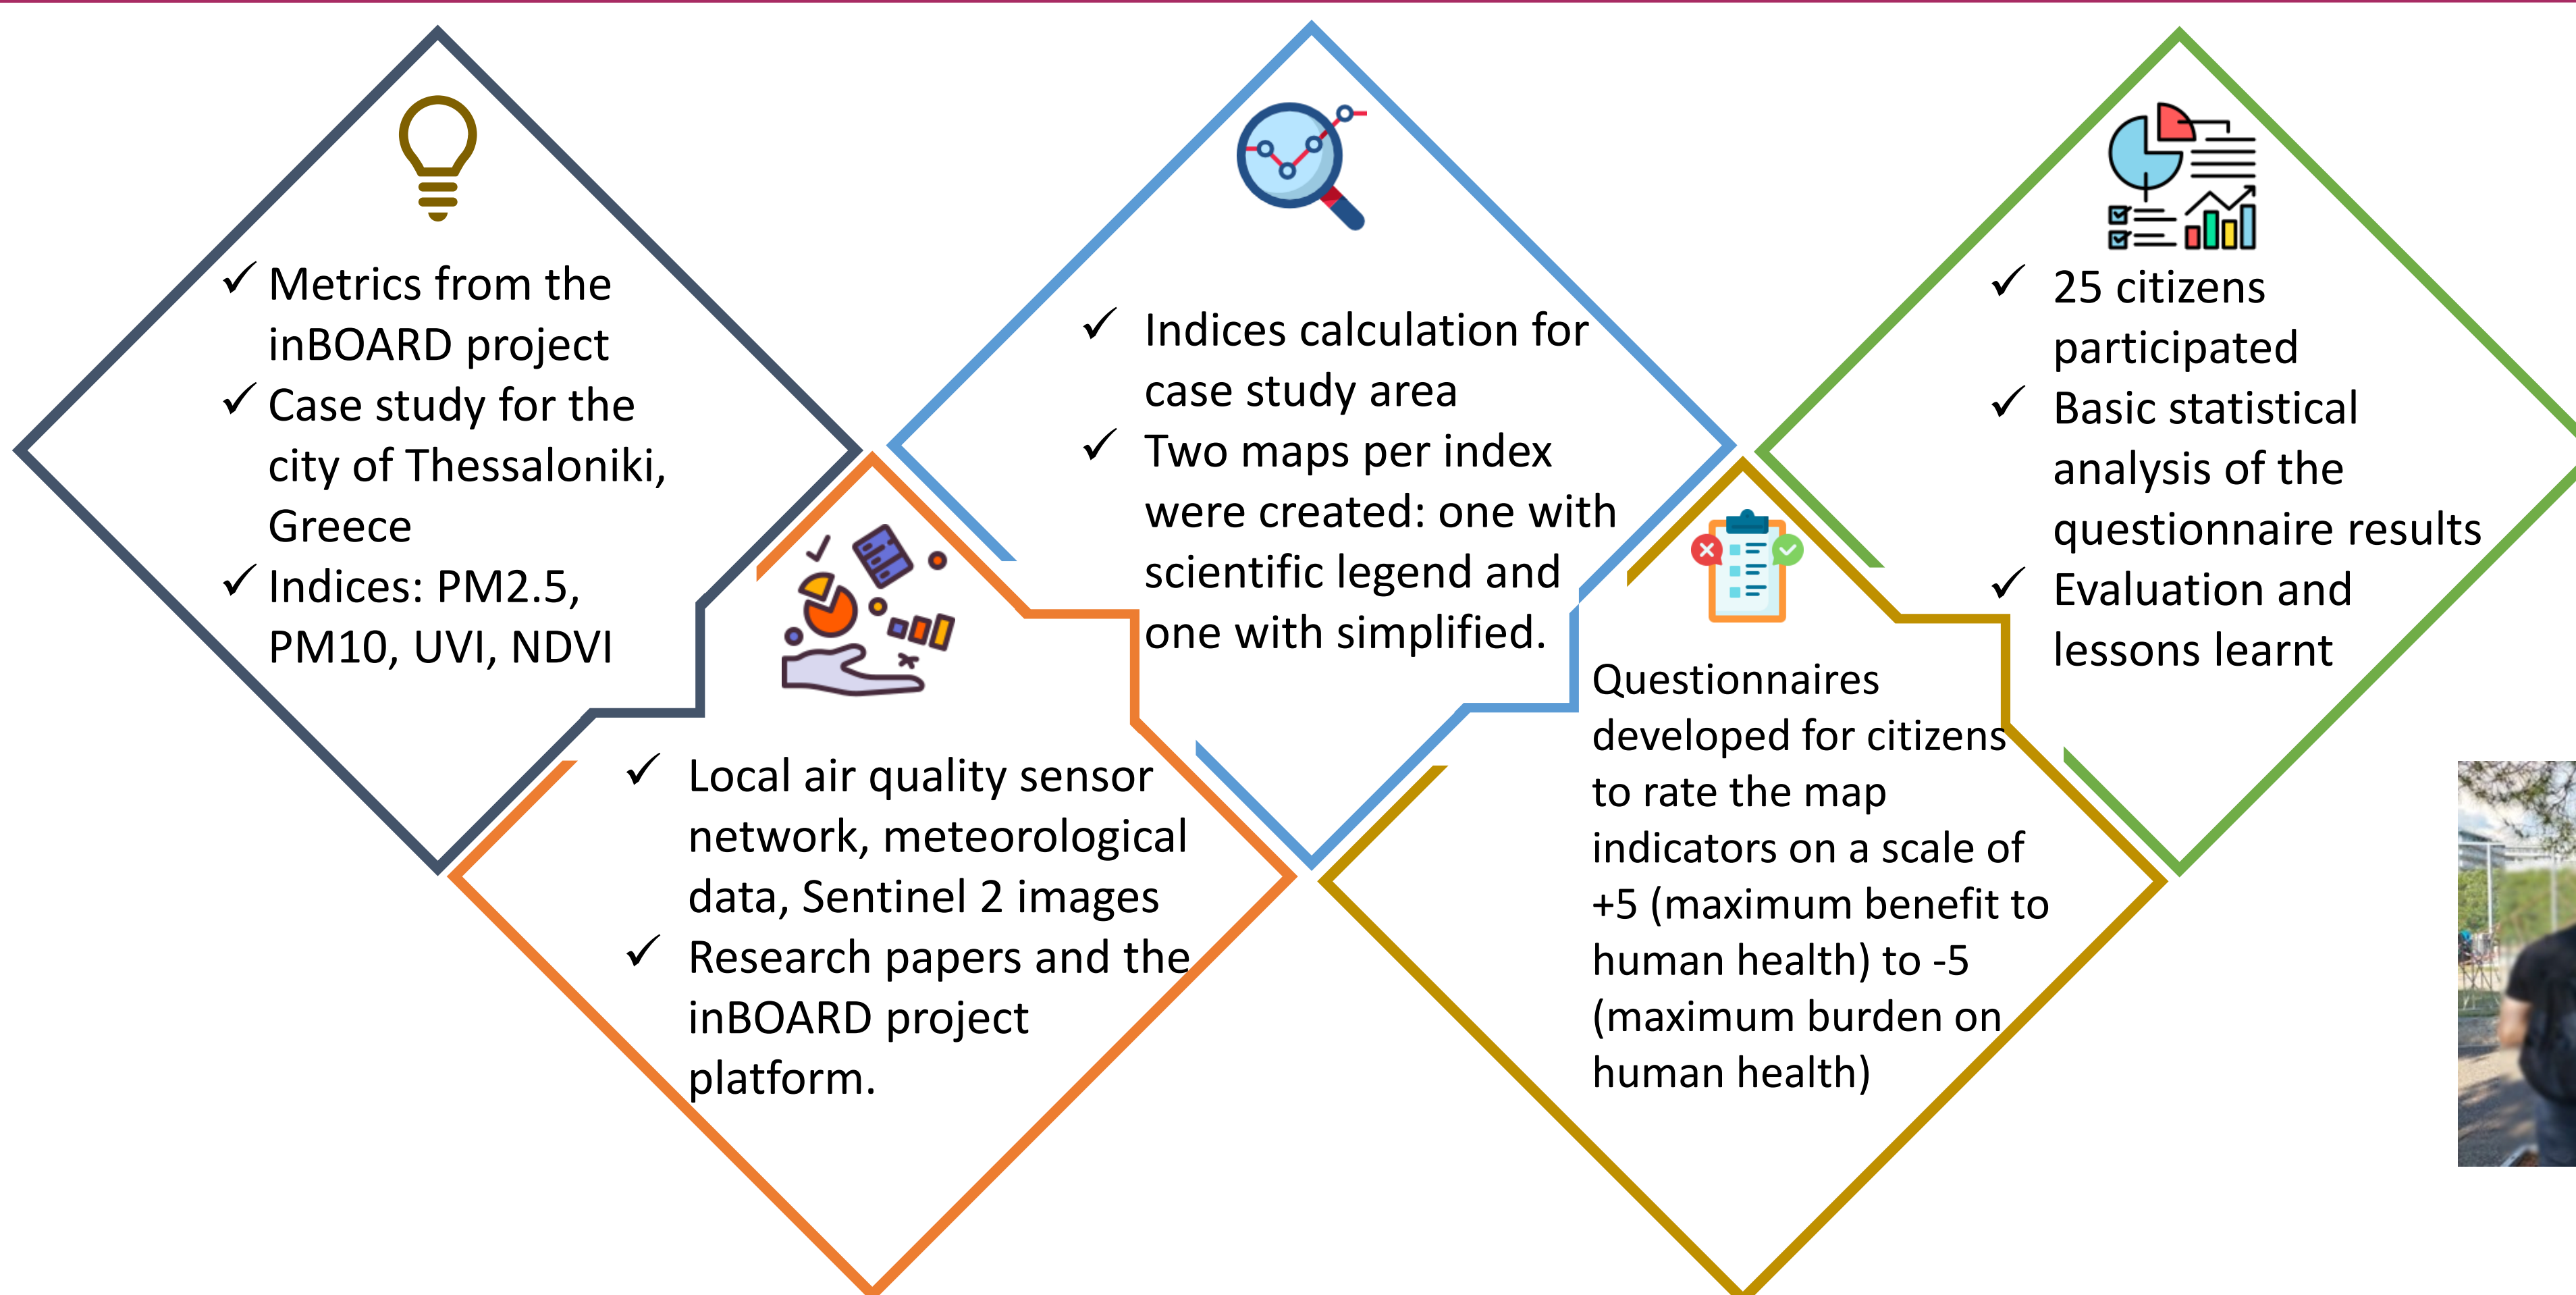 ✓ Metrics from the
inBOARD project
✓ Case study for the
city of Thessaloniki,
Greece
✓ Indices: PM2.5,
PM10, UVI, NDVI
✓ Local air quality sensor
network, meteorological
data, Sentinel 2 images
✓ Research papers and the
inBOARD project
platform.
✓ Indices calculation for
case study area
✓ Two maps per index
were created: one with
scientific legend and
one with simplified.
Questionnaires
developed for citizens
to rate the map
indicators on a scale of
+5 (maximum benefit to
human health) to -5
(maximum burden on
human health)
✓ 25 citizens
participated
✓ Basic statistical
analysis of the
questionnaire results
✓ Evaluation and
lessons learnt